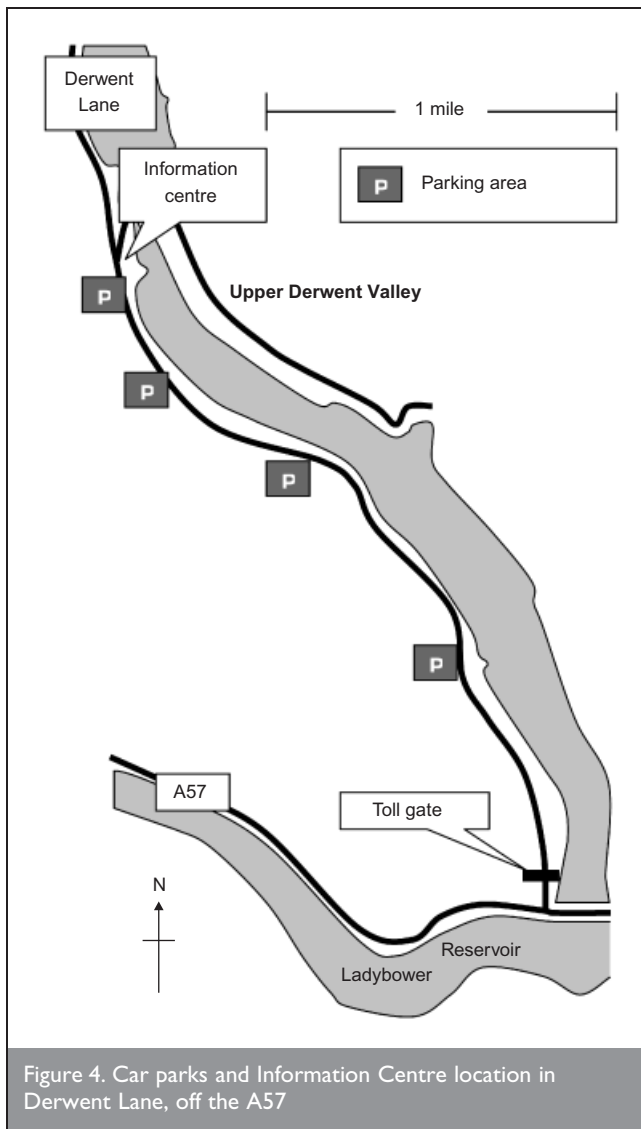 Derwent
Lane
1 mile
Information
centre
P
Parking area
Upper Derwent Valley
P
P
P
P
A57
Toll gate
N
Reservoir
Ladybower
Figure 4. Car parks and Information Centre location in
Derwent Lane, off the A57